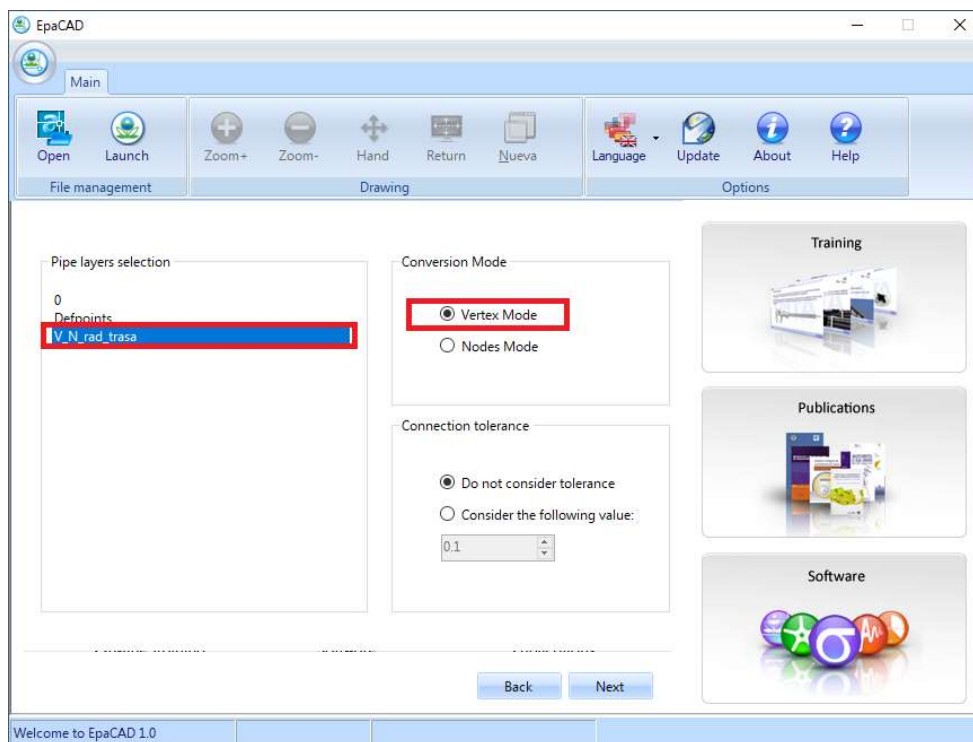 EpaCAD
Main
Open
Launch
Zoom+
Zoom-
Hand
Return
Nueva
Language
Update
About
Help
File management
Drawing
Options
Pipe layers selection
0
Defpoints
V_N_rad_trasa
Conversion Mode
Vertex Mode
Nodes Mode
Connection tolerance
Do not consider tolerance
Consider the following value:
0.1
Training
Publications
Software
Back
Next
Welcome to EpaCAD 1.0